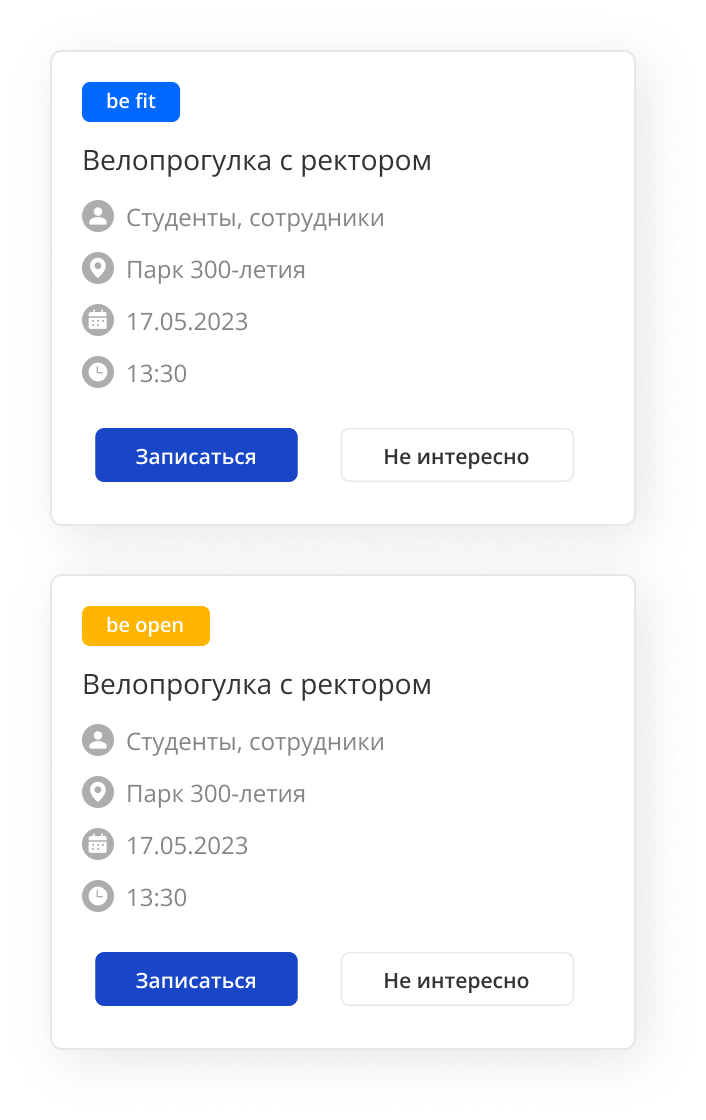 be fit
Велопрогулка с ректором
Студенты, сотрудники
Парк 300-летия
17.05.2023
13:30
Записаться
Не интересно
be open
Велопрогулка с ректором
Студенты, сотрудники
Парк 300-летия
17.05.2023
13:30
Записаться
Не интересно